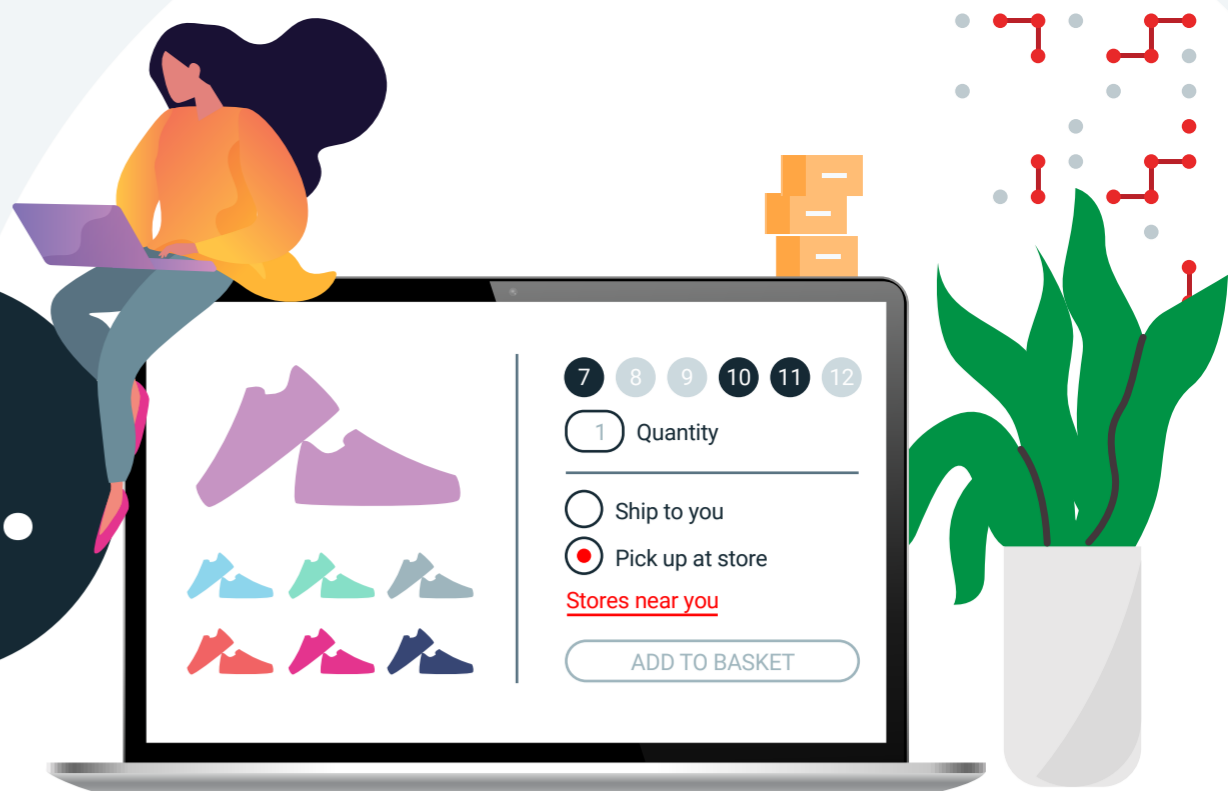 7 8 9 10 11 12
1 Quantity
Ship to you
Pick up at store
Stores near you
ADD TO BASKET